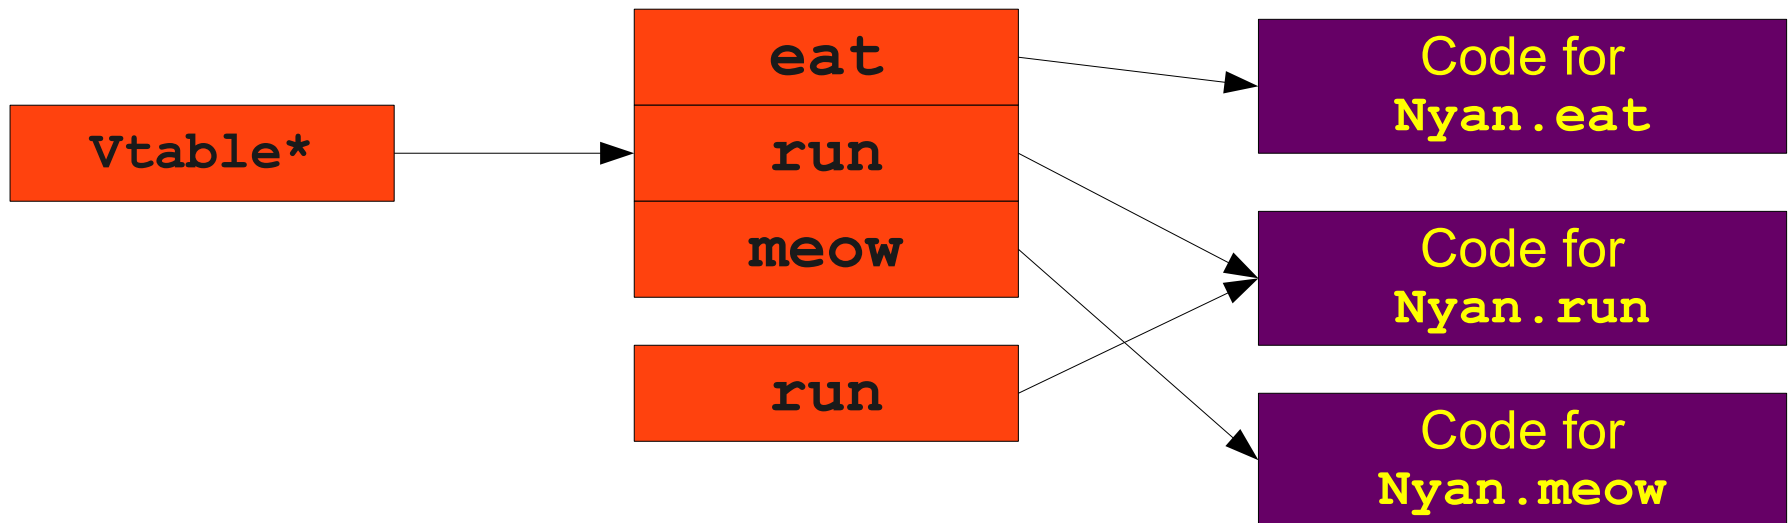 Vtable*
eat
run
meow
run
Code for
Nyan.eat
Code for
Nyan.run
Code for
Nyan.meow